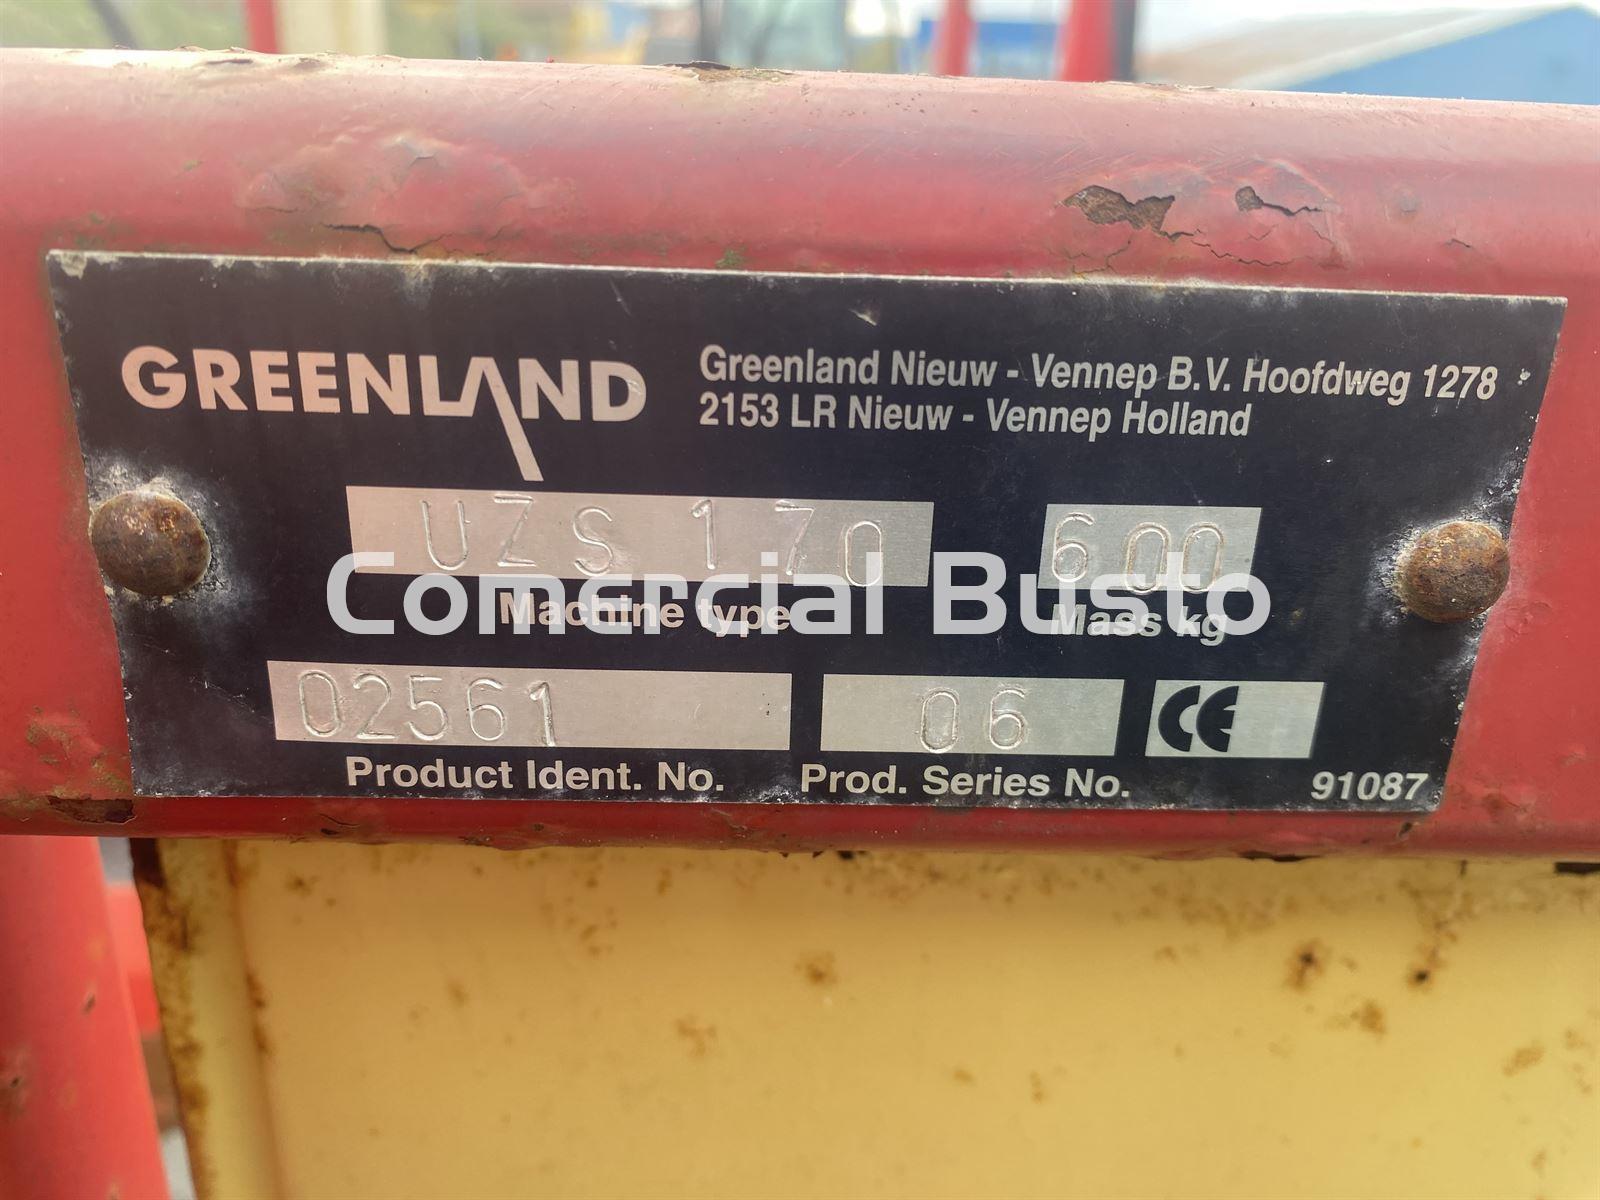 GREENLAND
Greenland Nieuw - Vennep B.V. Hoofdweg 1278
2153 LR Nieuw - Vennep Holland
UZS 170 600
Machine type Mass kg
Comercial Busto
02561 06 CE
Product Ident. No. Prod. Series No. 91087